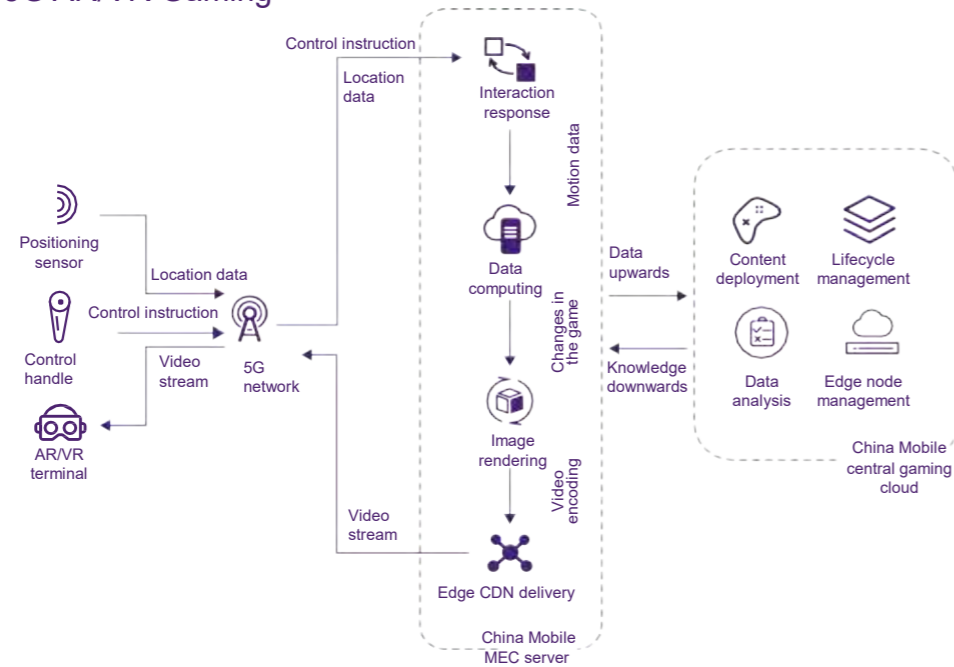 AR/VR Gaming
Control instruction
Location
data
Interaction
response
Motion data
Positioning
sensor
Location data
Control instruction
Control
handle
Video
stream
5G
network
AR/VR
terminal
Data
computing
Changes in
the game
Image
rendering
Video
encoding
Video
stream
Edge CDN delivery
China Mobile
MEC server
Data
upwards
Knowledge
downwards
Content
deployment
Lifecycle
management
Data
analysis
Edge node
management
China Mobile
central gaming
cloud